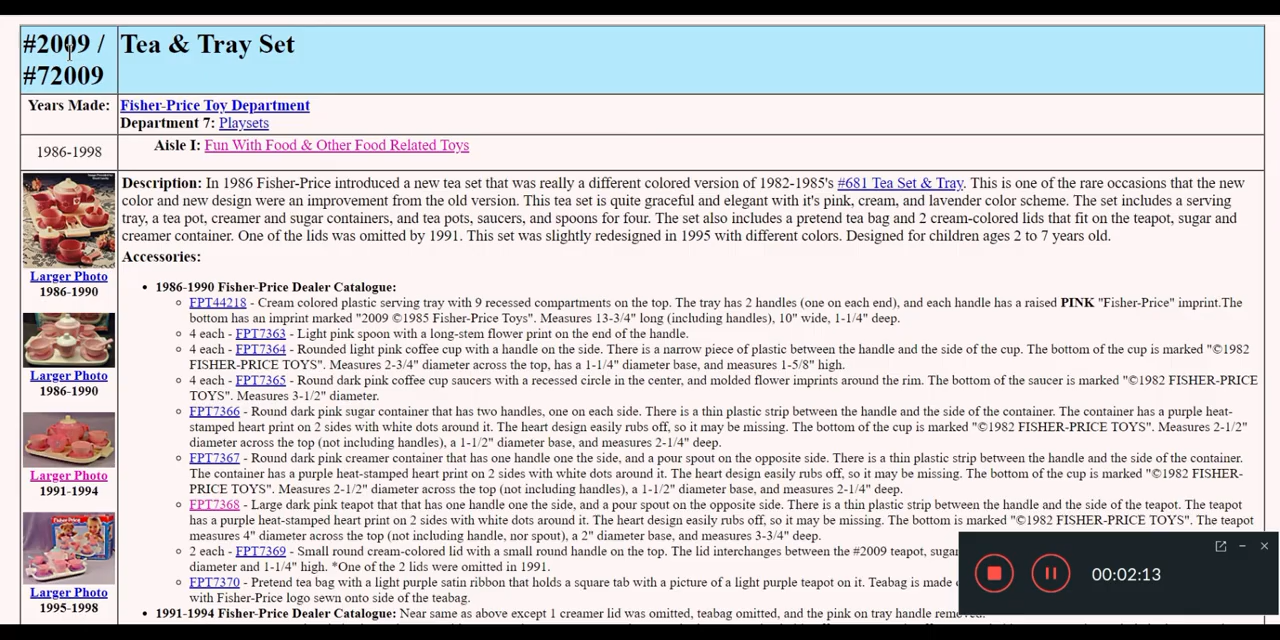 #2009 /
#72009
Tea & Tray Set
Years Made:
Fisher-Price Toy Department
Department 7: Playsets
1986-1998
Aisle I: Fun With Food & Other Food Related Toys
Larger Photo
1986-1990
Larger Photo
1986-1990
Larger Photo
1991-1994
Larger Photo
1995-1998
Description: In 1986 Fisher-Price introduced a new tea set that was really a different colored version of 1982-1985's #681 Tea Set & Tray. This is one of the rare occasions that the new
color and new design were an improvement from the old version. This tea set is quite graceful and elegant with it's pink, cream, and lavender color scheme. The set includes a serving
tray, a tea pot, creamer and sugar containers, and tea pots, saucers, and spoons for four. The set also includes a pretend tea bag and 2 cream-colored lids that fit on the teapot, sugar and
creamer container. One of the lids was omitted by 1991. This set was slightly redesigned in 1995 with different colors. Designed for children ages 2 to 7 years old.
Accessories:
• 1986-1990 Fisher-Price Dealer Catalogue:
◦ FPT44218 - Cream colored plastic serving tray with 9 recessed compartments on the top. The tray has 2 handles (one on each end), and each handle has a raised PINK "Fisher-Price" imprint.The
bottom has an imprint marked "2009 ©1985 Fisher-Price Toys". Measures 13-3/4" long (including handles), 10" wide, 1-1/4" deep.
◦ 4 each - FPT7363 - Light pink spoon with a long-stem flower print on the end of the handle.
◦ 4 each - FPT7364 - Rounded light pink coffee cup with a handle on the side. There is a narrow piece of plastic between the handle and the side of the cup. The bottom of the cup is marked "©1982
FISHER-PRICE TOYS". Measures 2-3/4" diameter across the top, has a 1-1/4" diameter base, and measures 1-5/8" high.
◦ 4 each - FPT7365 - Round dark pink coffee cup saucers with a recessed circle in the center, and molded flower imprints around the rim. The bottom of the saucer is marked "©1982 FISHER-PRICE
TOYS". Measures 3-1/2" diameter.
◦ FPT7366 - Round dark pink sugar container that has two handles, one on each side. There is a thin plastic strip between the handle and the side of the container. The container has a purple heat-
stamped heart print on 2 sides with white dots around it. The heart design easily rubs off, so it may be missing. The bottom of the cup is marked "©1982 FISHER-PRICE TOYS". Measures 2-1/2"
diameter across the top (not including handles), a 1-1/2" diameter base, and measures 2-1/4" deep.
◦ FPT7367 - Round dark pink creamer container that has one handle one the side, and a pour spout on the opposite side. There is a thin plastic strip between the handle and the side of the container.
The container has a purple heat-stamped heart print on 2 sides with white dots around it. The heart design easily rubs off, so it may be missing. The bottom of the cup is marked "©1982 FISHER-
PRICE TOYS". Measures 2-1/2" diameter across the top (not including handles), a 1-1/2" diameter base, and measures 2-1/4" deep.
◦ FPT7368 - Large dark pink teapot that that has one handle one the side, and a pour spout on the opposite side. There is a thin plastic strip between the handle and the side of the teapot. The teapot
has a purple heat-stamped heart print on 2 sides with white dots around it. The heart design easily rubs off, so it may be missing. The bottom is marked "©1982 FISHER-PRICE TOYS". The teapot
measures 4" diameter across the top (not including handle, nor spout), a 2" diameter base, and measures 3-3/4" deep.
◦ 2 each - FPT7369 - Small round cream-colored lid with a small round handle on the top. The lid interchanges between the #2009 teapot, sugar
diameter and 1-1/4" high. *One of the 2 lids were omitted in 1991.
◦ FPT7370 - Pretend tea bag with a light purple satin ribbon that holds a square tab with a picture of a light purple teapot on it. Teabag is made
with Fisher-Price logo sewn onto side of the teabag.
• 1991-1994 Fisher-Price Dealer Catalogue: Near same as above except 1 creamer lid was omitted, teabag omitted, and the pink on tray handle removed.
00:02:13